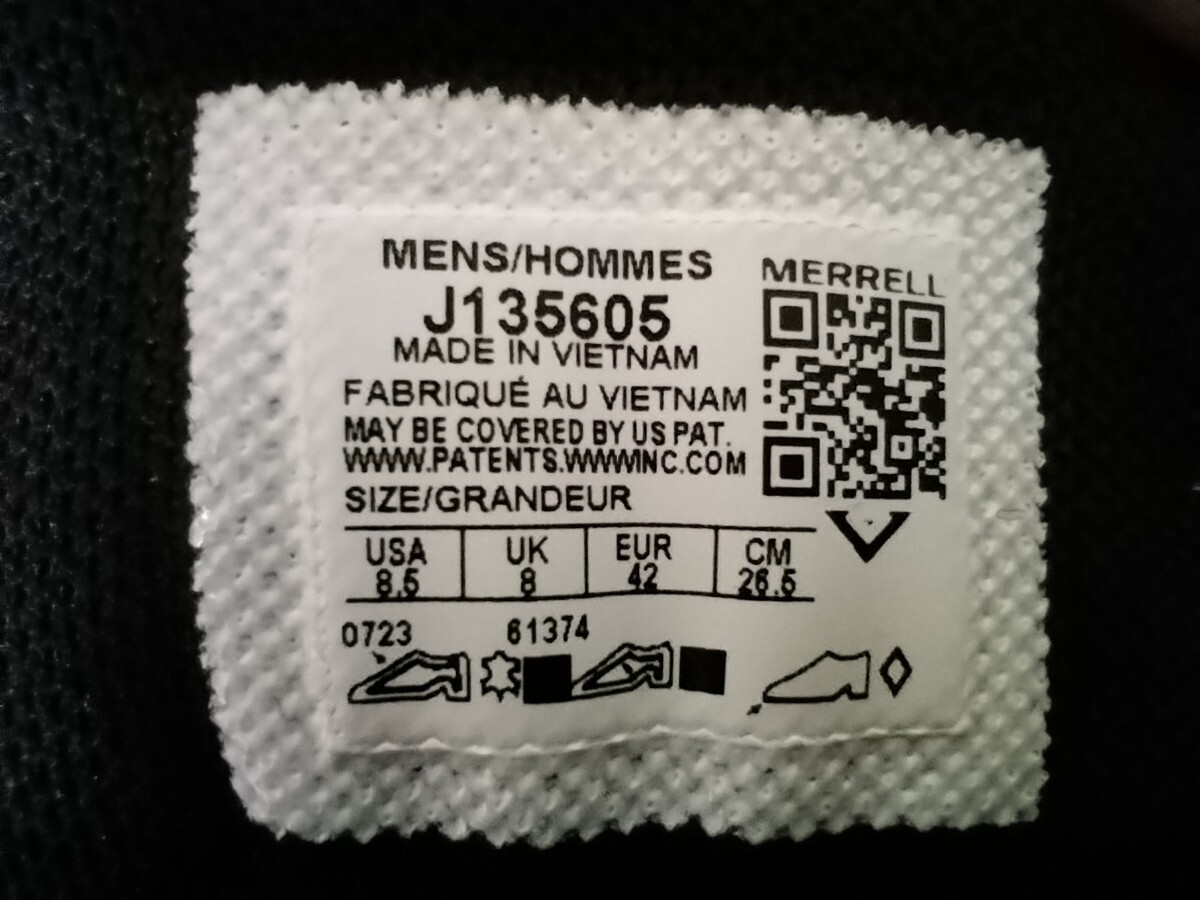 MENS/HOMMES
J135605
MADE IN VIETNAM
FABRIQUÉ AU VIETNAM
MAY BE COVERED BY US PAT.
WWW.PATENTS.WWWINC.COM
SIZE/GRANDEUR
USA UK EUR CM
8.5 8 42 26.5
0723 61374
MERRELL